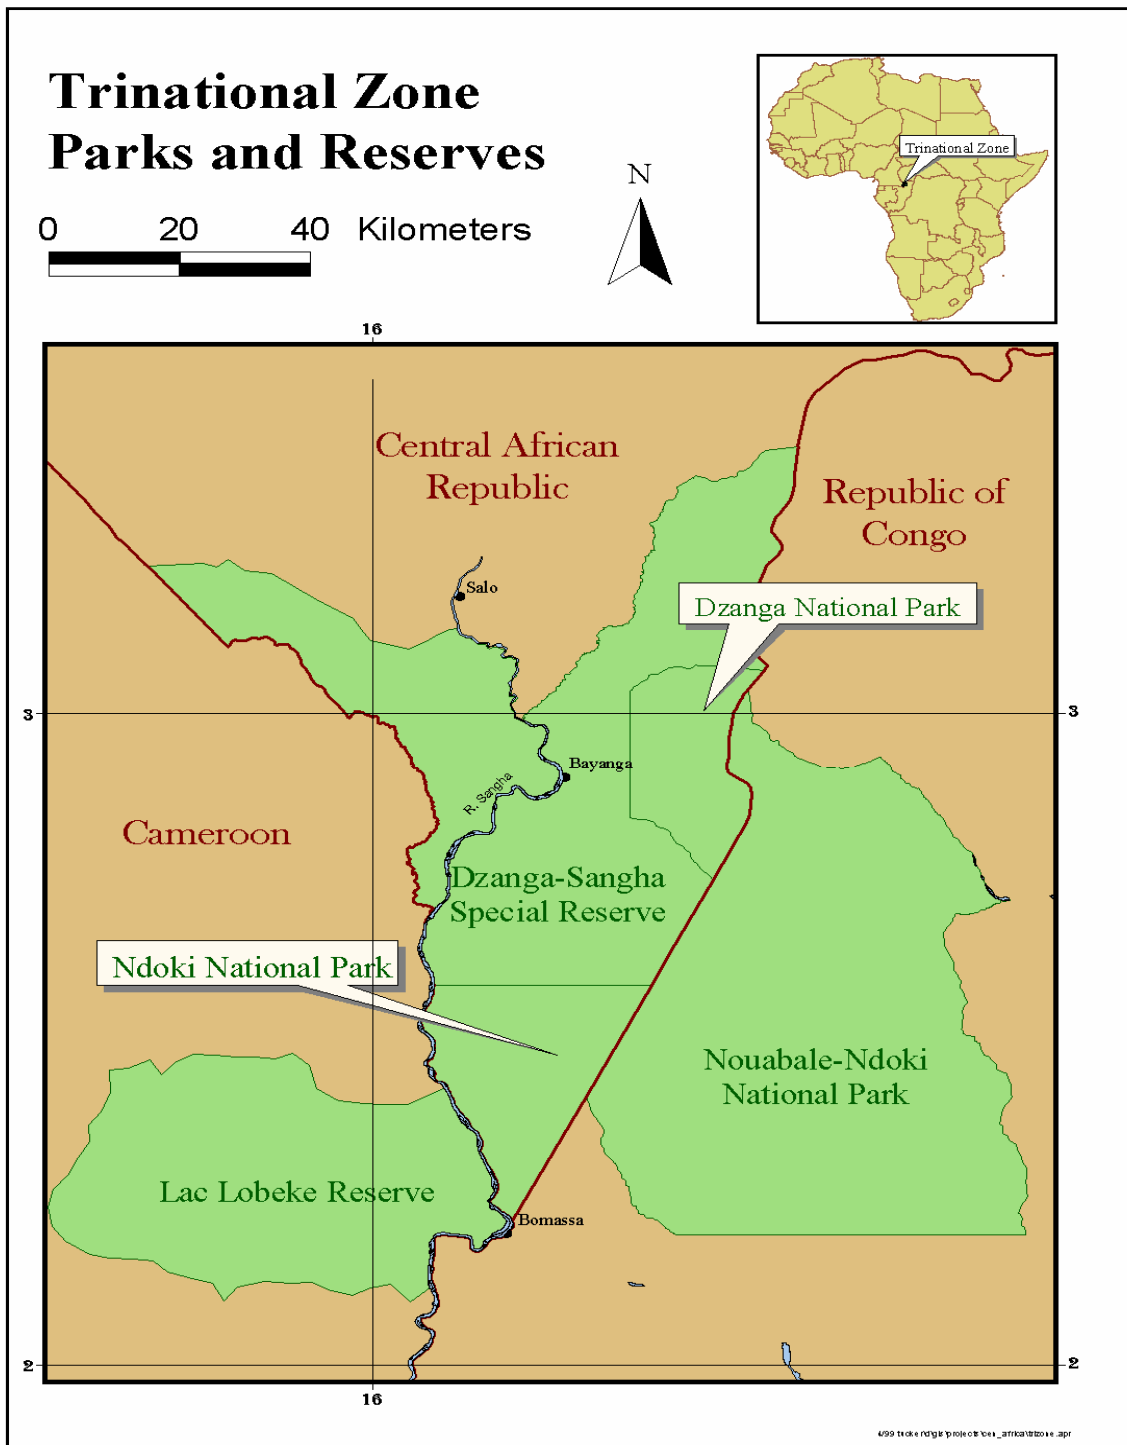 Trinational Zone
Parks and Reserves
0 20 40 Kilometers
N
Trinational Zone
16
Central African
Republic
Republic of
Congo
Salo
Dzanga National Park
3
3
Bayanga
R. Sangha
Cameroon
Dzanga-Sangha
Special Reserve
Ndoki National Park
Nouabale-Ndoki
National Park
Lac Lobeke Reserve
Bomassa
2
2
16